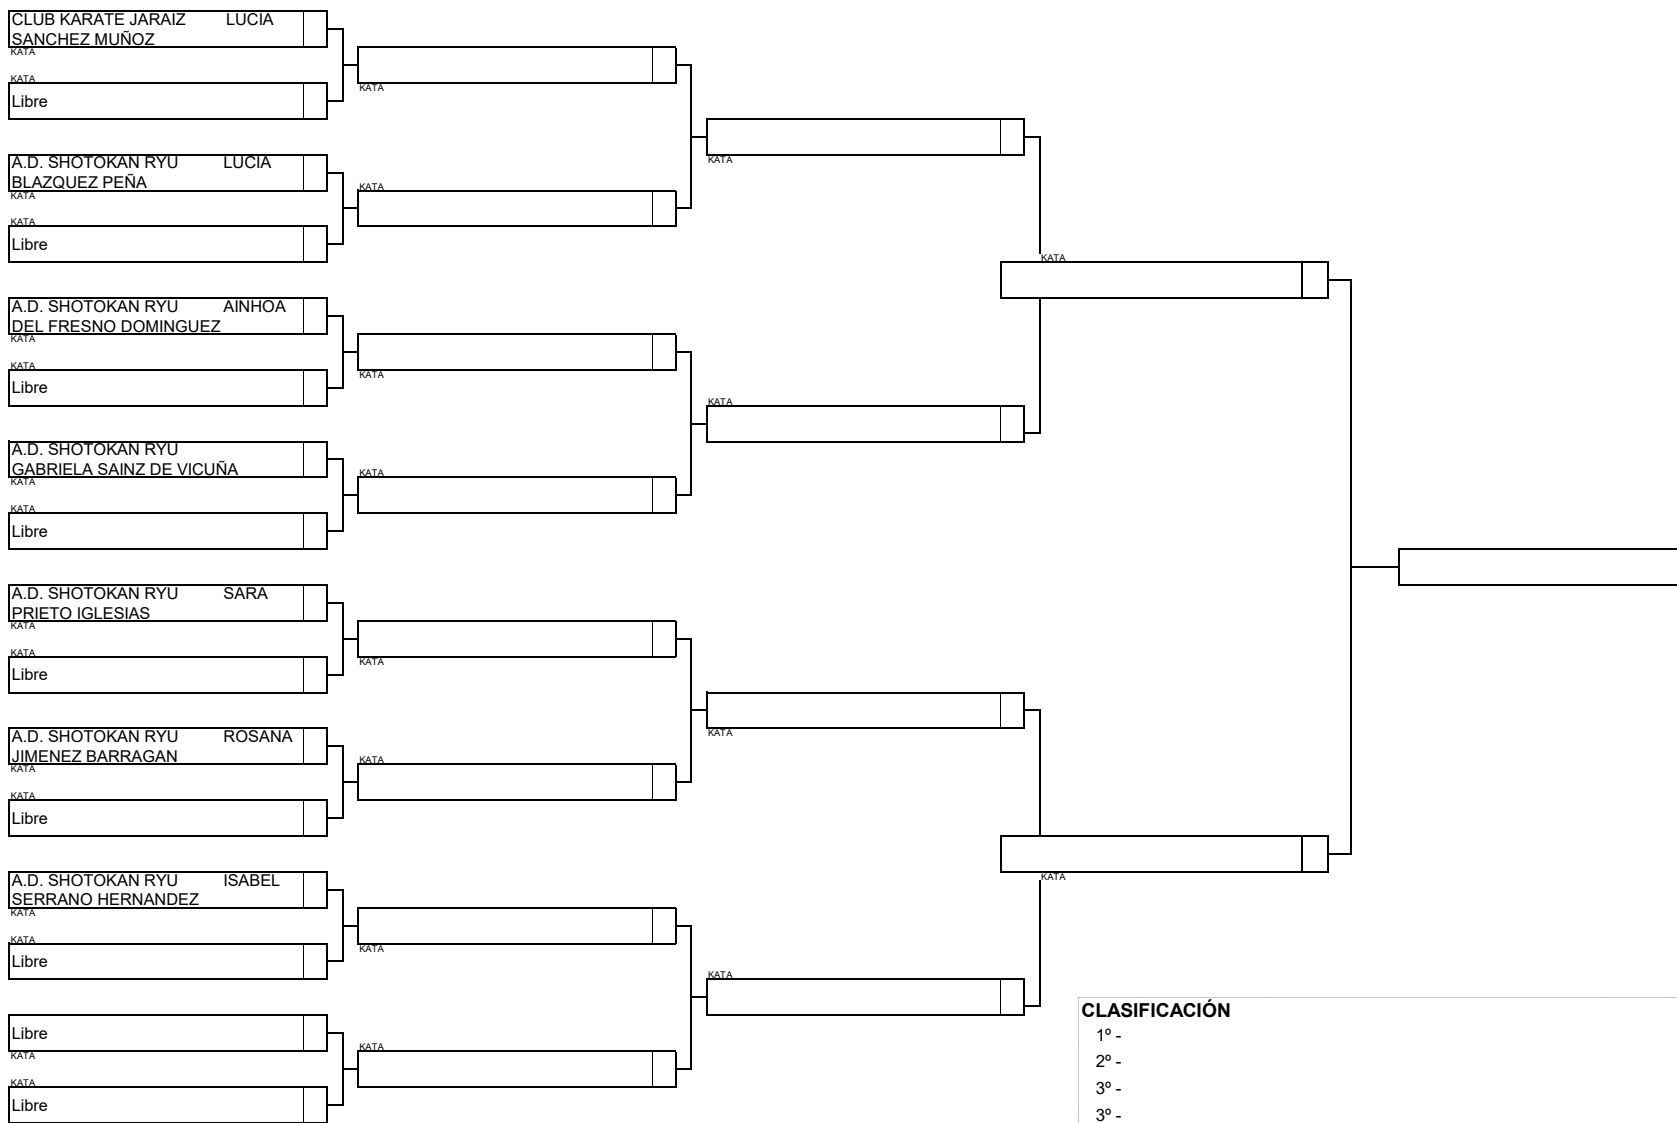 CLUB KARATE JARAIZ LUCIA
SANCHEZ MUÑOZ
KATA
KATA
Libre
A.D. SHOTOKAN RYU LUCIA
BLAZQUEZ PEÑA
KATA
KATA
Libre
A.D. SHOTOKAN RYU AINHOA
DEL FRESNO DOMINGUEZ
KATA
KATA
Libre
A.D. SHOTOKAN RYU
GABRIELA SAINZ DE VICUÑA
KATA
KATA
Libre
A.D. SHOTOKAN RYU SARA
PRIETO IGLESIAS
KATA
KATA
Libre
A.D. SHOTOKAN RYU ROSANA
JIMENEZ BARRAGAN
KATA
KATA
Libre
A.D. SHOTOKAN RYU ISABEL
SERRANO HERNANDEZ
KATA
KATA
Libre
Libre
KATA
KATA
Libre
KATA
KATA
KATA
KATA
KATA
KATA
KATA
KATA
KATA
KATA
KATA
KATA
KATA
KATA
CLASIFICACIÓN
1º -
2º -
3º -
3º -